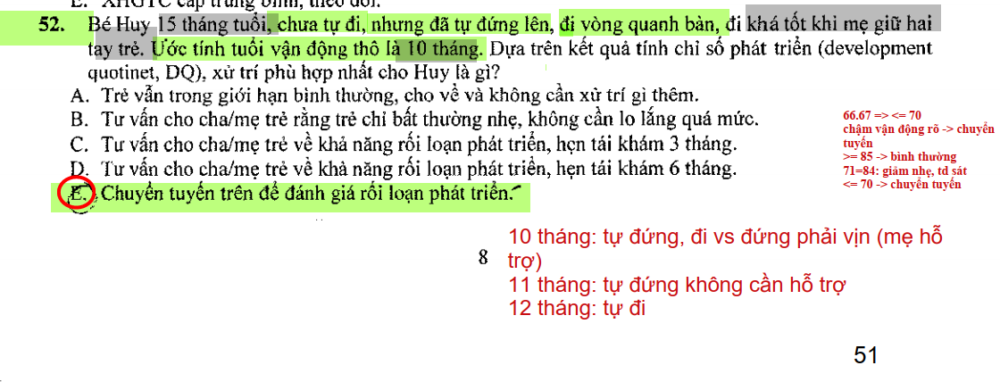 E. XHGTC cấp trung bình, theo dõi.
52. Bé Huy 15 tháng tuổi, chưa tự đi, nhưng đã tự đứng lên, đi vòng quanh bàn, đi khá tốt khi mẹ giữ hai
tay trẻ. Ước tính tuổi vận động thô là 10 tháng. Dựa trên kết quả tính chỉ số phát triển (development
quotinet, DQ), xử trí phù hợp nhất cho Huy là gì?
A. Trẻ vẫn trong giới hạn bình thường, cho về và không cần xử trí gì thêm.
B. Tư vấn cho cha/mẹ trẻ rằng trẻ chỉ bất thường nhẹ, không cần lo lắng quá mức.
C. Tư vấn cho cha/mẹ trẻ về khả năng rối loạn phát triển, hẹn tái khám 3 tháng.
D. Tư vấn cho cha/mẹ trẻ về khả năng rối loạn phát triển, hẹn tái khám 6 tháng.
E. Chuyển tuyến trên để đánh giá rối loạn phát triển.
66.67 => <= 70
chậm vận động rõ -> chuyển
tuyến
>= 85 -> bình thường
71=84: giảm nhẹ, td sát
<= 70 -> chuyển tuyến
10 tháng: tự đứng, đi vs đứng phải vịn (mẹ hỗ
trợ)
11 tháng: tự đứng không cần hỗ trợ
12 tháng: tự đi
8
51